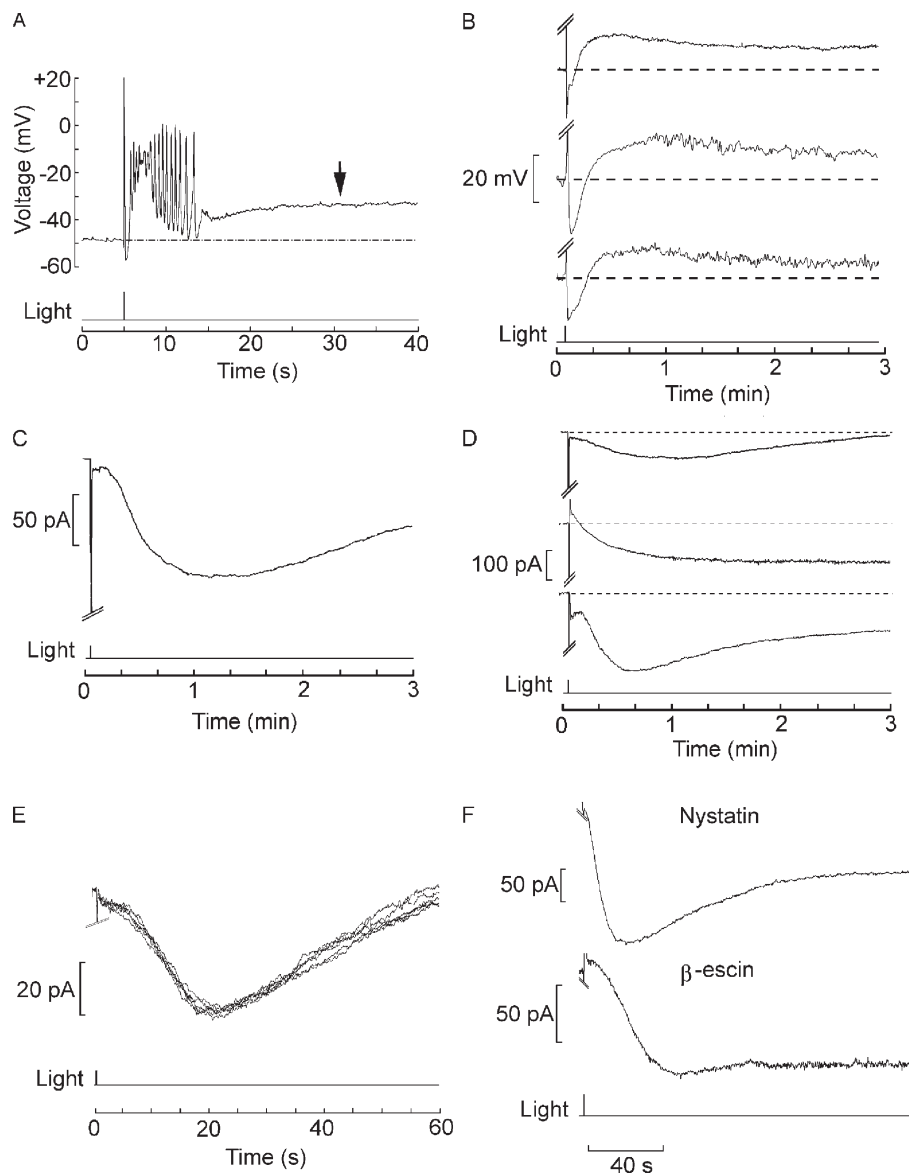 A
Voltage (mV)
+20
0
-20
-40
-60
Light
0 10 20 30 40
Time (s)
B
20 mV
Light
0 1 2 3
Time (min)
C
50 pA
Light
0 1 2 3
Time (min)
D
100 pA
Light
0 1 2 3
Time (min)
E
20 pA
Light
0 20 40 60
Time (s)
F
Nystatin
50 pA
β-escin
50 pA
Light
40 s